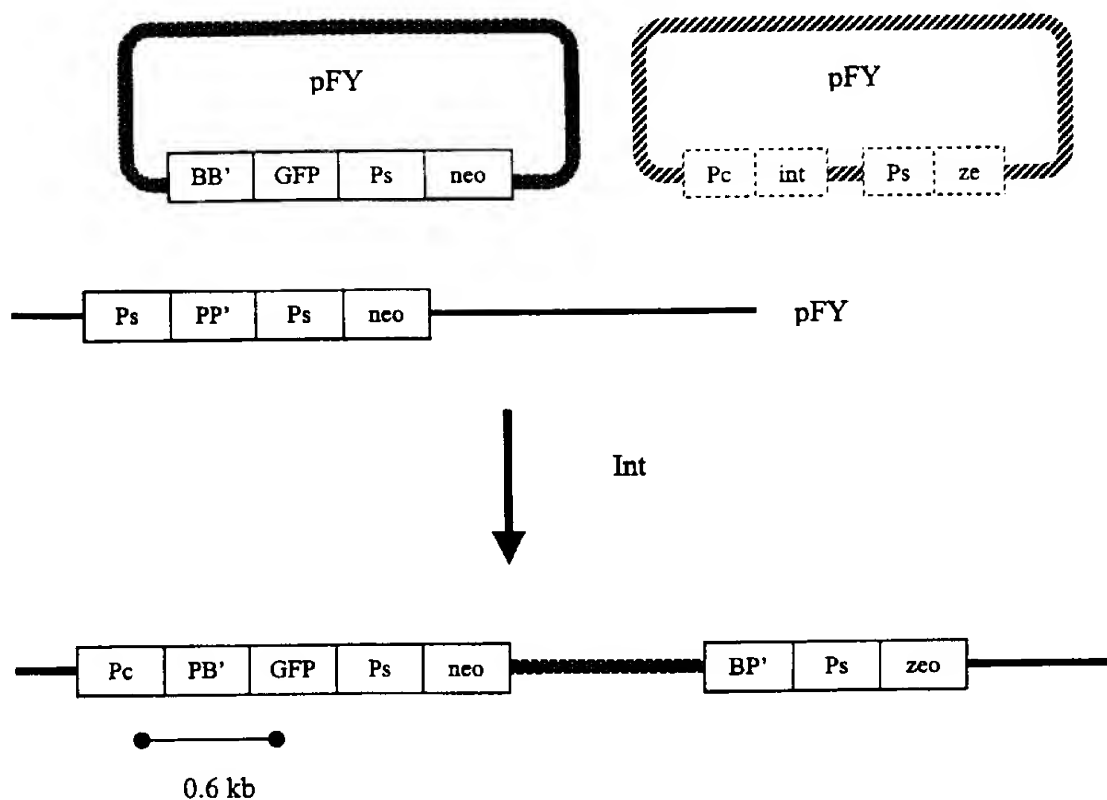 pFY
pFY
BB' GFP Ps neo
Pc int Ps ze
Ps PP' Ps neo
pFY
Int
Pc PB' GFP Ps neo BP' Ps zeo
0.6 kb